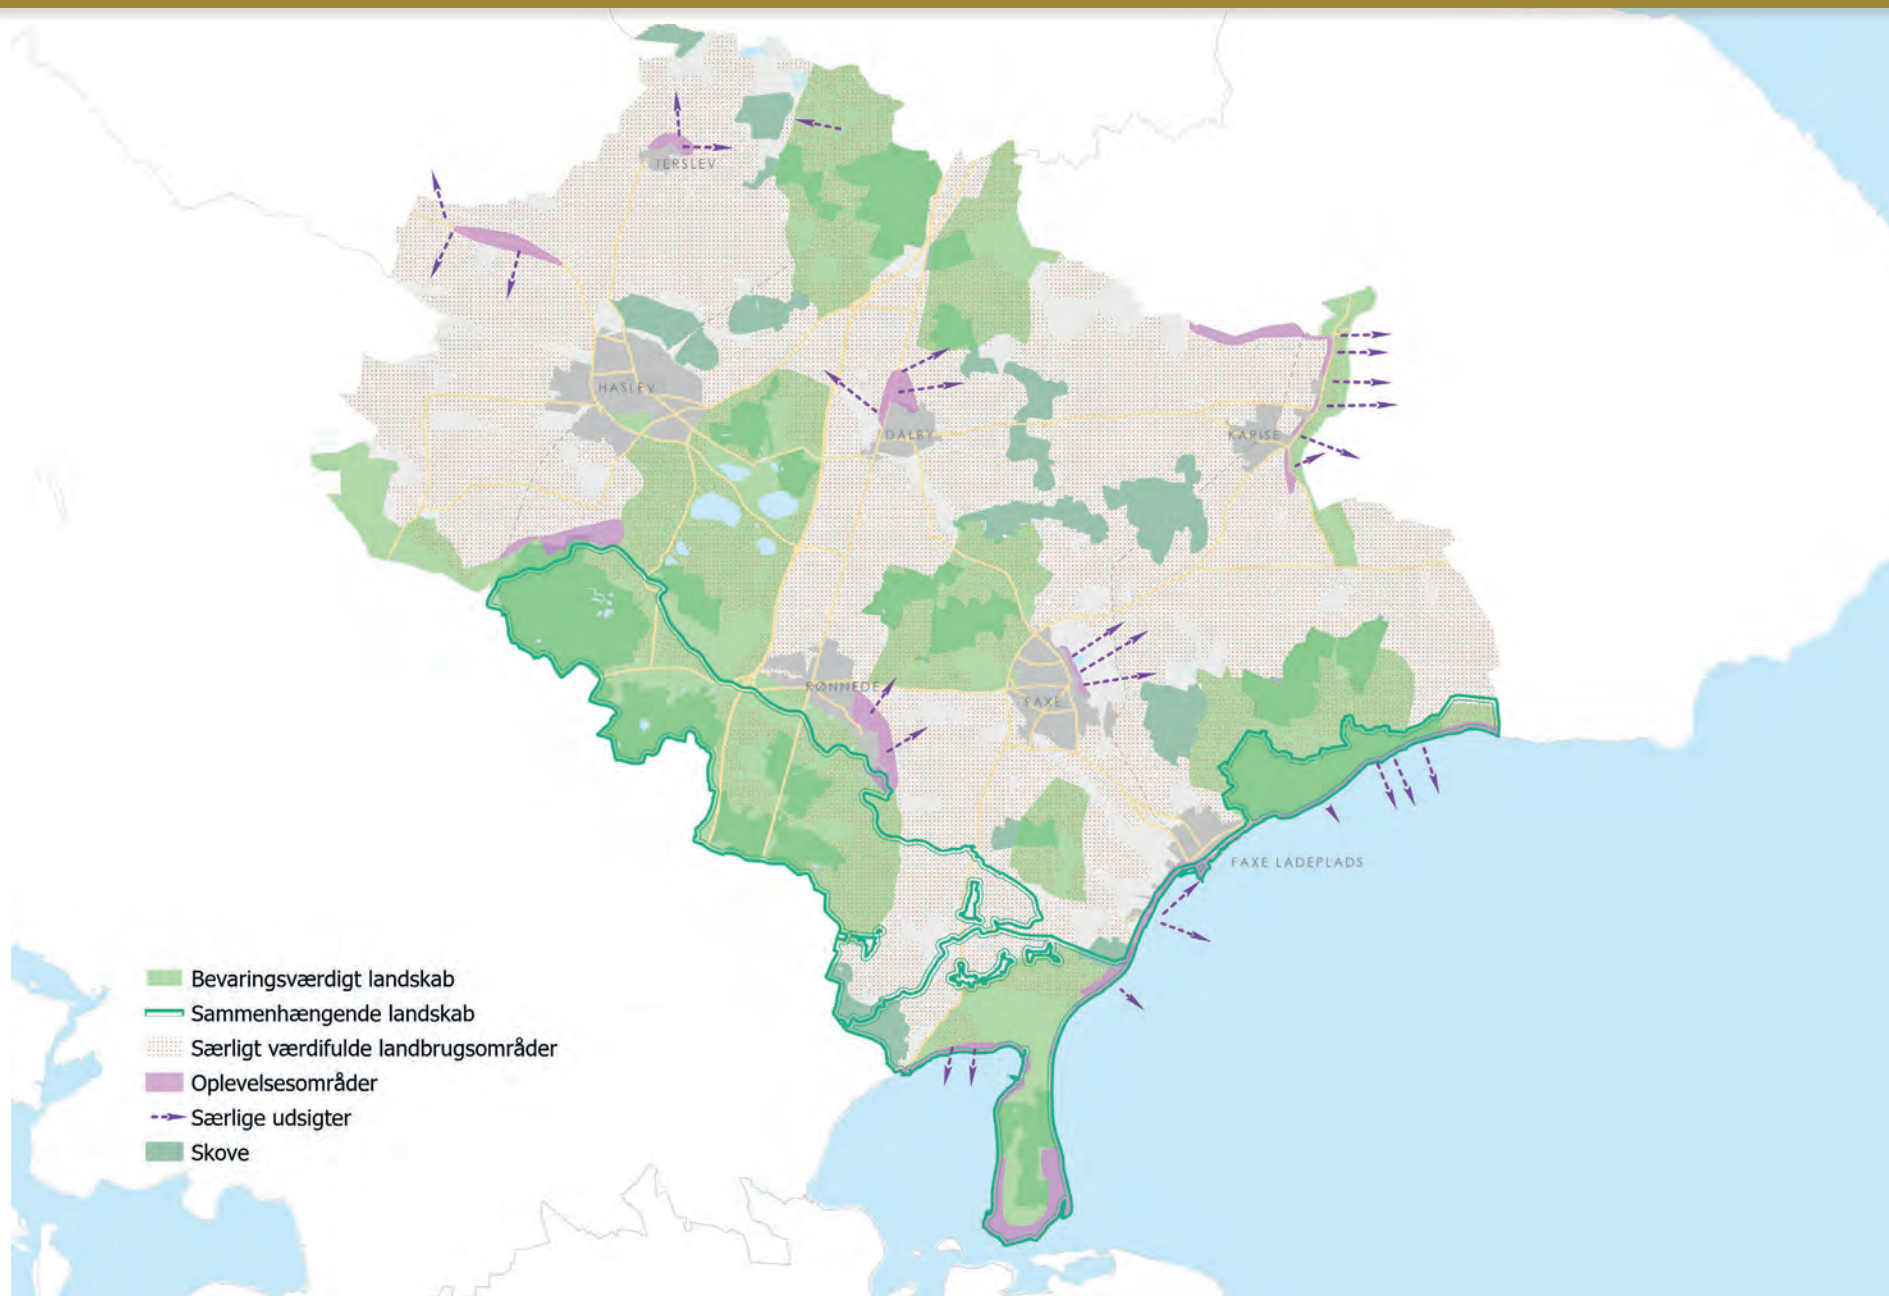 TERSLEV
HASLEV
DALBY
KARISE
RØNNEDE
FAXE
FAXE LADEPLADS
Bevaringsværdigt landskab
Sammenhængende landskab
Særligt værdifulde landbrugsområder
Oplevelsesområder
Særlige udsigter
Skove